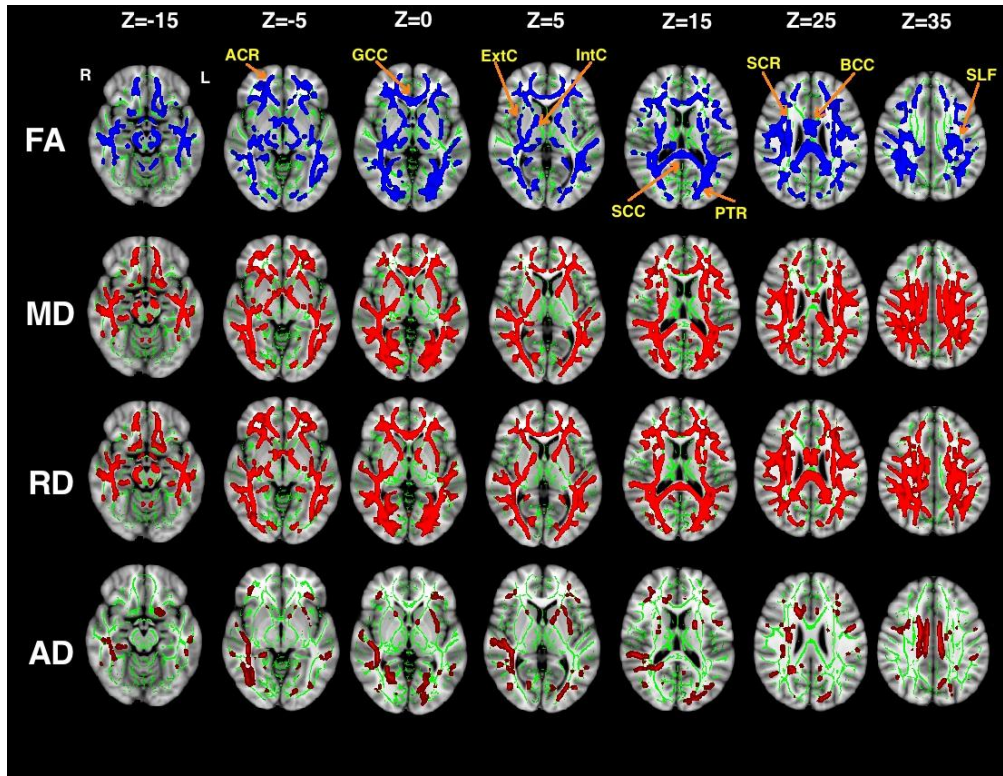 Z=-15 Z=-5 Z=0 Z=5 Z=15 Z=25 Z=35
ACR GCC ExtC IntC SCR BCC SLF
R L
FA
SCC PTR
MD
RD
AD